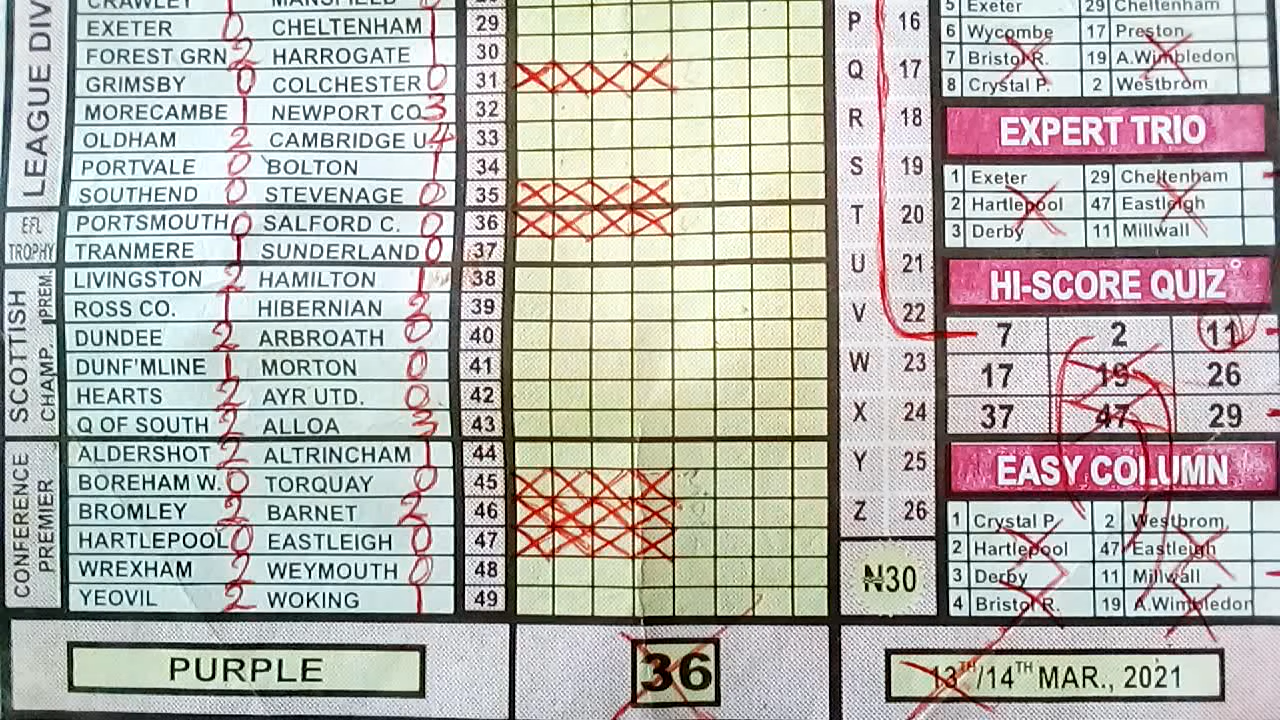 LEAGUE DIV
CRAWLEY 1 MANSFIELD
EXETER 0 CHELTENHAM 1 29
FOREST GRN 2 HARROGATE 1 30
GRIMSBY 0 COLCHESTER 0 31
MORECAMBE 1 NEWPORT CO 3 32
OLDHAM 2 CAMBRIDGE U 4 33
PORTVALE 0 BOLTON 1 34
SOUTHEND 0 STEVENAGE 0 35
EFL TROPHY
PORTSMOUTH 0 SALFORD C. 0 36
TRANMERE 1 SUNDERLAND 0 37
SCOTTISH
PREM.
LIVINGSTON 2 HAMILTON 1 38
ROSS CO. 1 HIBERNIAN 2 39
CHAMP.
DUNDEE 2 ARBROATH 0 40
DUNF'MLINE 1 MORTON 0 41
HEARTS 2 AYR UTD. 0 42
Q OF SOUTH 2 ALLOA 3 43
CONFERENCE PREMIER
ALDERSHOT 2 ALTRINCHAM 1 44
BOREHAM W. 0 TORQUAY 0 45
BROMLEY 2 BARNET 2 46
HARTLEPOOL 0 EASTLEIGH 0 47
WREXHAM 2 WEYMOUTH 0 48
YEOVIL 2 WOKING 1 49
P 16
Q 17
R 18
S 19
T 20
U 21
V 22
W 23
X 24
Y 25
Z 26
₦30
5 Exeter 29 Cheltenham
6 Wycombe 17 Preston
7 Bristol R. 19 A.Wimbledon
8 Crystal P. 2 Westbrom
EXPERT TRIO
1 Exeter 29 Cheltenham
2 Hartlepool 47 Eastleigh
3 Derby 11 Millwall
HI-SCORE QUIZ
7 2 11
17 19 26
37 47 29
EASY COLUMN
1 Crystal P. 2 Westbrom
2 Hartlepool 47 Eastleigh
3 Derby 11 Millwall
4 Bristol R. 19 A.Wimbledon
PURPLE
36
13TH/14TH MAR., 2021